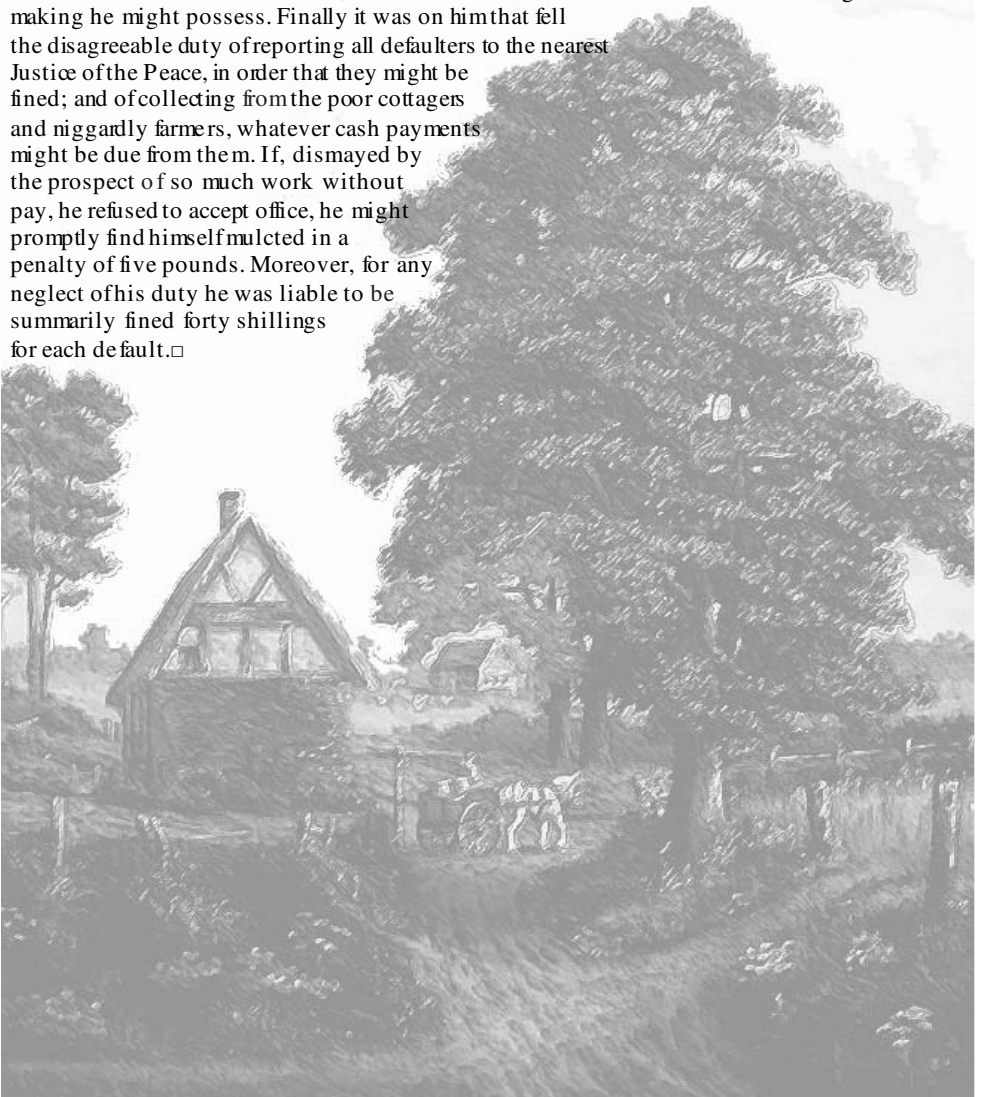 making he might possess. Finally it was on him that fell
the disagreeable duty of reporting all defaulters to the nearest
Justice of the Peace, in order that they might be
fined; and of collecting from the poor cottagers
and niggardly farmers, whatever cash payments
might be due from them. If, dismayed by
the prospect of so much work without
pay, he refused to accept office, he might
promptly find himself mulcted in a
penalty of five pounds. Moreover, for any
neglect of his duty he was liable to be
summarily fined forty shillings
for each default.□